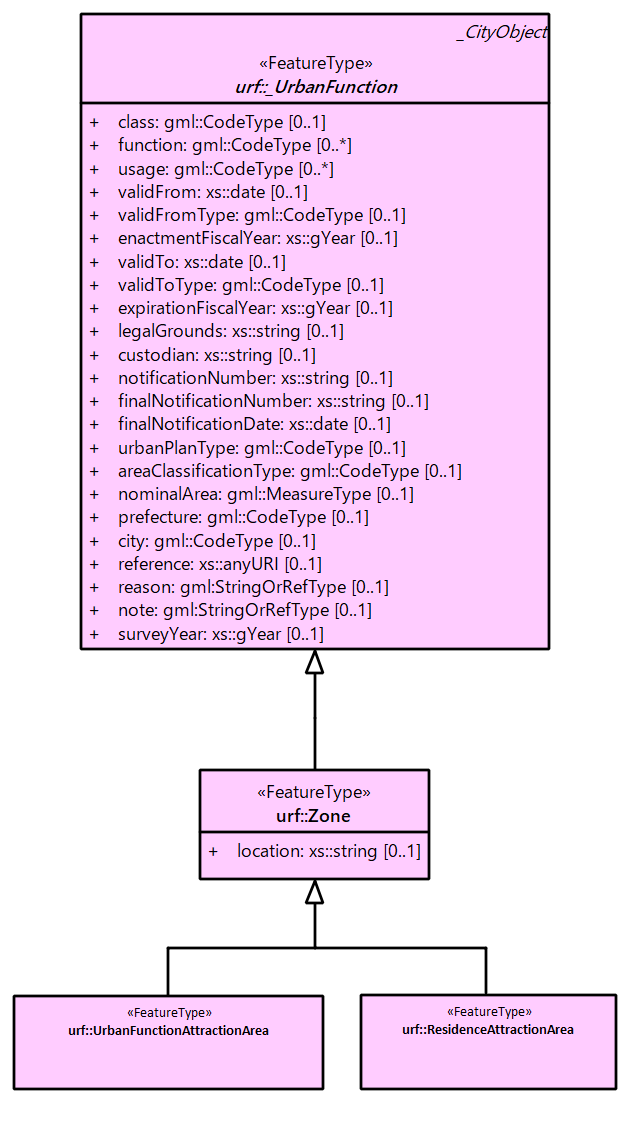 _CityObject
«FeatureType»
urf::_UrbanFunction
+ class: gml::CodeType [0..1]
+ function: gml::CodeType [0..*]
+ usage: gml::CodeType [0..*]
+ validFrom: xs::date [0..1]
+ validFromType: gml::CodeType [0..1]
+ enactmentFiscalYear: xs::gYear [0..1]
+ validTo: xs::date [0..1]
+ validToType: gml::CodeType [0..1]
+ expirationFiscalYear: xs::gYear [0..1]
+ legalGrounds: xs::string [0..1]
+ custodian: xs::string [0..1]
+ notificationNumber: xs::string [0..1]
+ finalNotificationNumber: xs::string [0..1]
+ finalNotificationDate: xs::date [0..1]
+ urbanPlanType: gml::CodeType [0..1]
+ areaClassificationType: gml::CodeType [0..1]
+ nominalArea: gml::MeasureType [0..1]
+ prefecture: gml::CodeType [0..1]
+ city: gml::CodeType [0..1]
+ reference: xs::anyURI [0..1]
+ reason: gml:StringOrRefType [0..1]
+ note: gml:StringOrRefType [0..1]
+ surveyYear: xs::gYear [0..1]
«FeatureType»
urf::Zone
+ location: xs::string [0..1]
«FeatureType»
urf::UrbanFunctionAttractionArea
«FeatureType»
urf::ResidenceAttractionArea